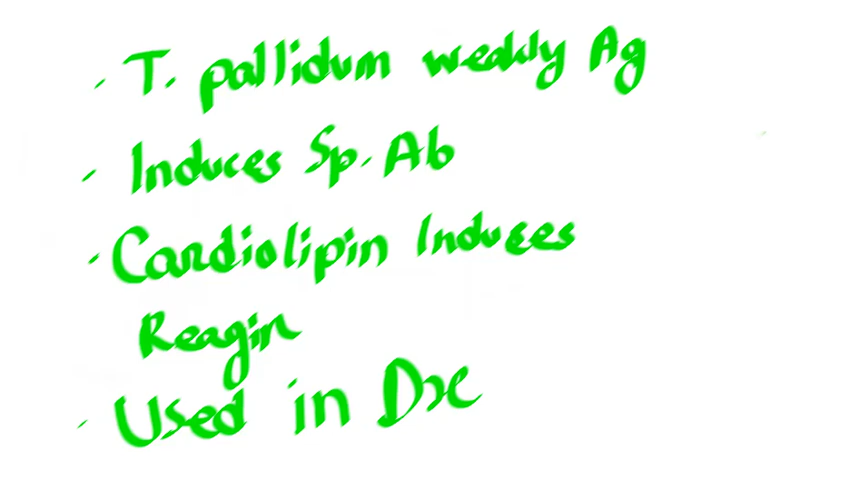 · T. pallidum weakly Ag
· Induces Sp. Ab
· Cardiolipin Induces
Reagin
· Used in Dx